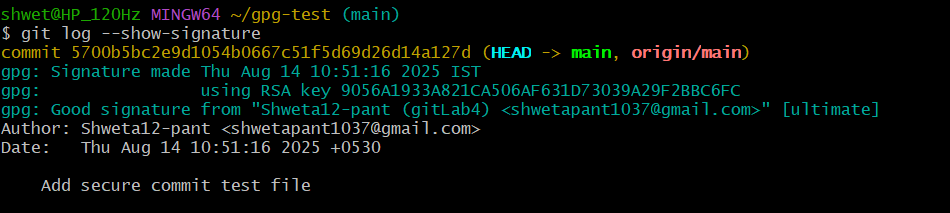 shwet@HP_120Hz MINGW64 ~/gpg-test (main)
$ git log --show-signature
commit 5700b5bc2e9d1054b0667c51f5d69d26d14a127d (HEAD -> main, origin/main)
gpg: Signature made Thu Aug 14 10:51:16 2025 IST
gpg:                using RSA key 9056A1933A821CA506AF631D73039A29F2BBC6FC
gpg: Good signature from "Shweta12-pant (gitLab4) <shwetapant1037@gmail.com>" [ultimate]
Author: Shweta12-pant <shwetapant1037@gmail.com>
Date:   Thu Aug 14 10:51:16 2025 +0530
    Add secure commit test file